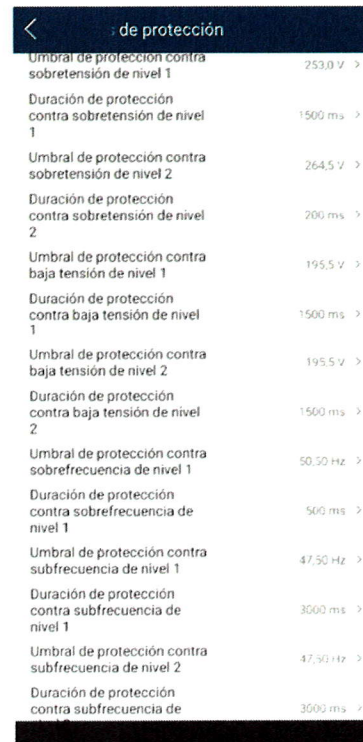 de protección
Umbral de protección contra
sobretensión de nivel 1
253,0 V
Duración de protección
contra sobretensión de nivel
1
1500 ms
Umbral de protección contra
sobretensión de nivel 2
264,5 V
Duración de protección
contra sobretensión de nivel
2
200 ms
Umbral de protección contra
baja tensión de nivel 1
195,5 V
Duración de protección
contra baja tensión de nivel
1
1500 ms
Umbral de protección contra
baja tensión de nivel 2
195,5 V
Duración de protección
contra baja tensión de nivel
2
1500 ms
Umbral de protección contra
sobrefrecuencia de nivel 1
50,50 Hz
Duración de protección
contra sobrefrecuencia de
nivel 1
500 ms
Umbral de protección contra
subfrecuencia de nivel 1
47,50 Hz
Duración de protección
contra subfrecuencia de
nivel 1
3000 ms
Umbral de protección contra
subfrecuencia de nivel 2
47,50 Hz
Duración de protección
contra subfrecuencia de
3000 ms